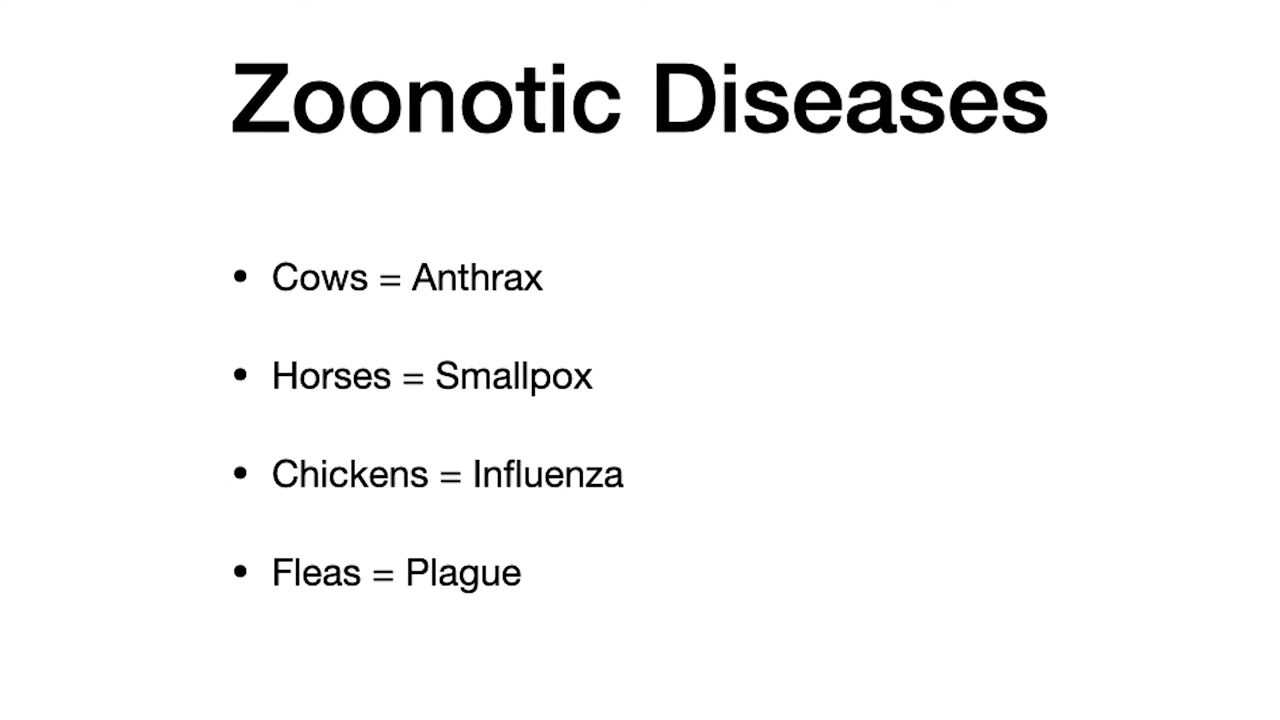 Zoonotic Diseases
• Cows = Anthrax
• Horses = Smallpox
• Chickens = Influenza
• Fleas = Plague